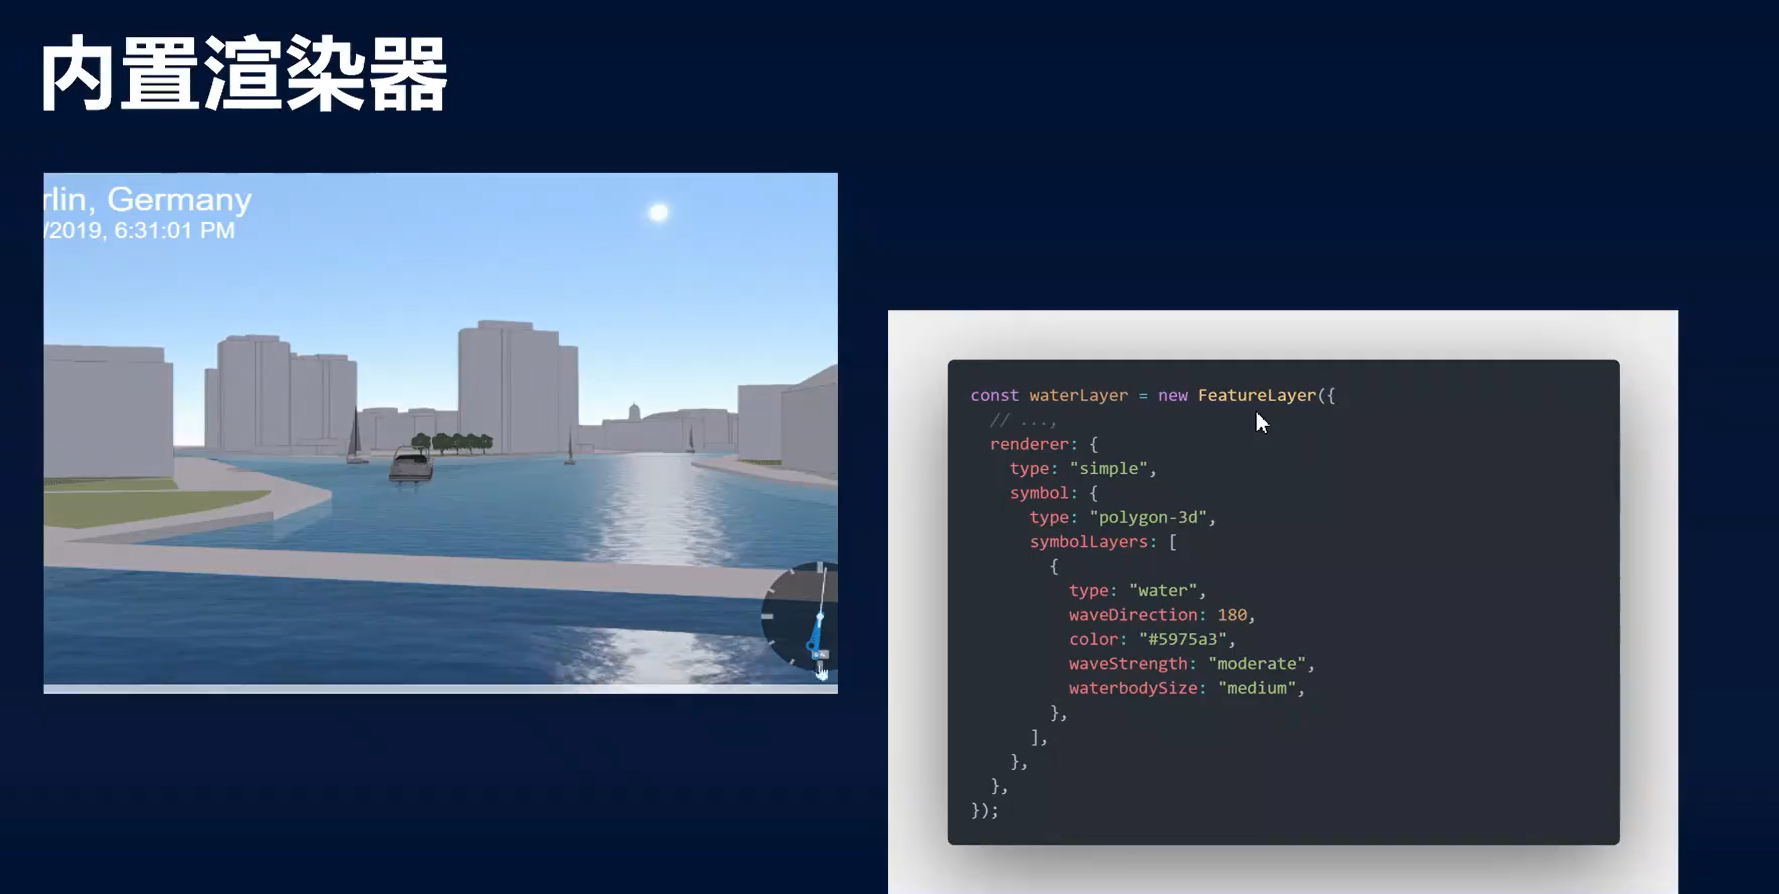 内置渲染器
rlin, Germany
/2019, 6:31:01 PM
const waterLayer = new FeatureLayer({
  // ...,
  renderer: {
    type: "simple",
    symbol: {
      type: "polygon-3d",
      symbolLayers: [
        {
          type: "water",
          waveDirection: 180,
          color: "#5975a3",
          waveStrength: "moderate",
          waterbodySize: "medium",
        },
      ],
    },
  },
});